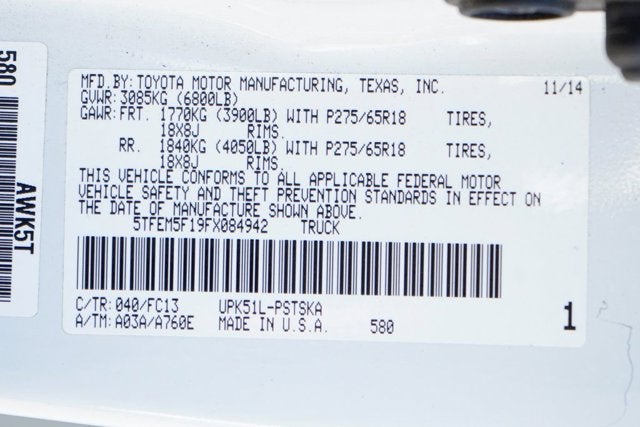 MFD. BY: TOYOTA MOTOR MANUFACTURING, TEXAS, INC. 11/14
GVWR: 3085KG (6800LB)
GAWR: FRT. 1770KG (3900LB) WITH P275/65R18 TIRES,
18X8J RIMS.
RR. 1840KG (4050LB) WITH P275/65R18 TIRES,
18X8J RIMS.
THIS VEHICLE CONFORMS TO ALL APPLICABLE FEDERAL MOTOR
VEHICLE SAFETY AND THEFT PREVENTION STANDARDS IN EFFECT ON
THE DATE OF MANUFACTURE SHOWN ABOVE.
5TFEM5F19FX084942 TRUCK
C/TR: 040/FC13 UPK51L-PSTSKA
A/TM: A03A/A760E MADE IN U.S.A. 580 1
580
AWK5T